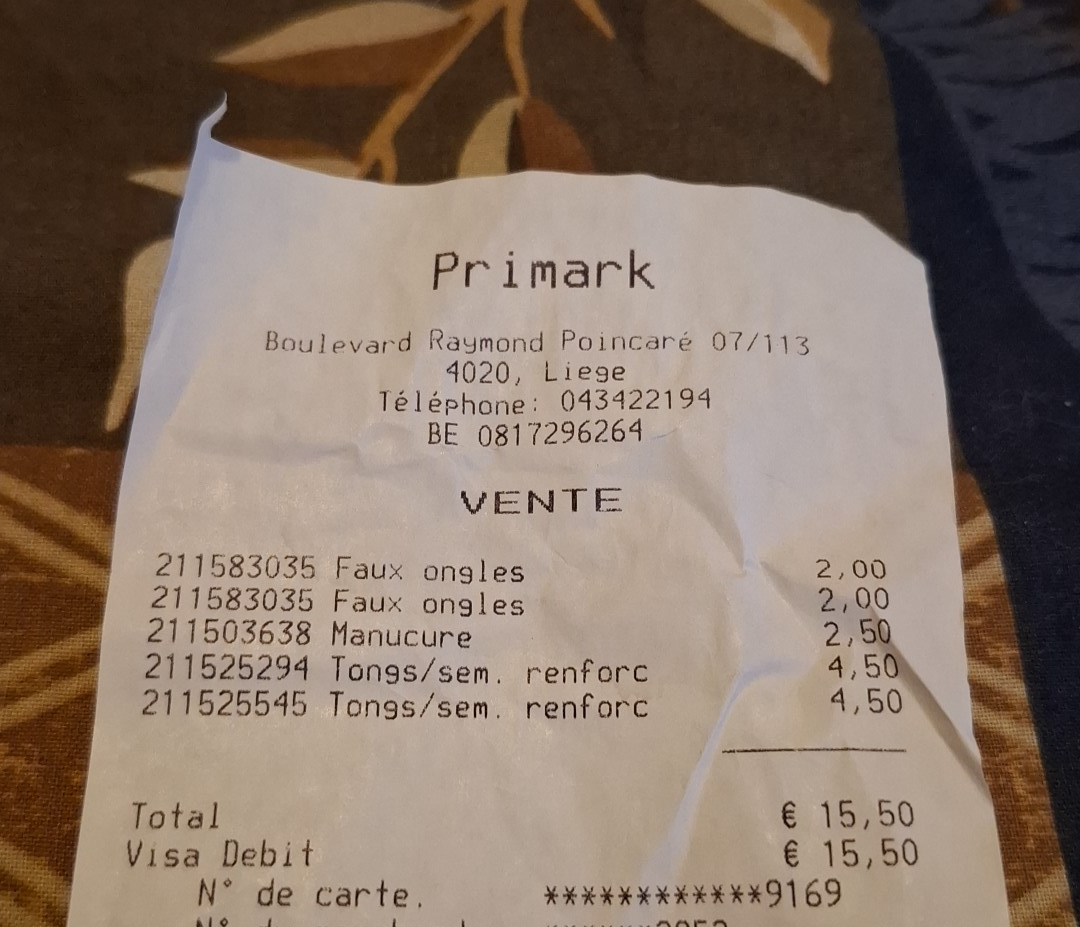 Primark
Boulevard Raymond Poincaré 07/113
4020, Liege
Téléphone: 043422194
BE 0817296264
VENTE
211583035 Faux ongles 2,00
211583035 Faux ongles 2,00
211503638 Manucure 2,50
211525294 Tongs/sem. renforc 4,50
211525545 Tongs/sem. renforc 4,50
Total € 15,50
Visa Debit € 15,50
N° de carte. ************9169